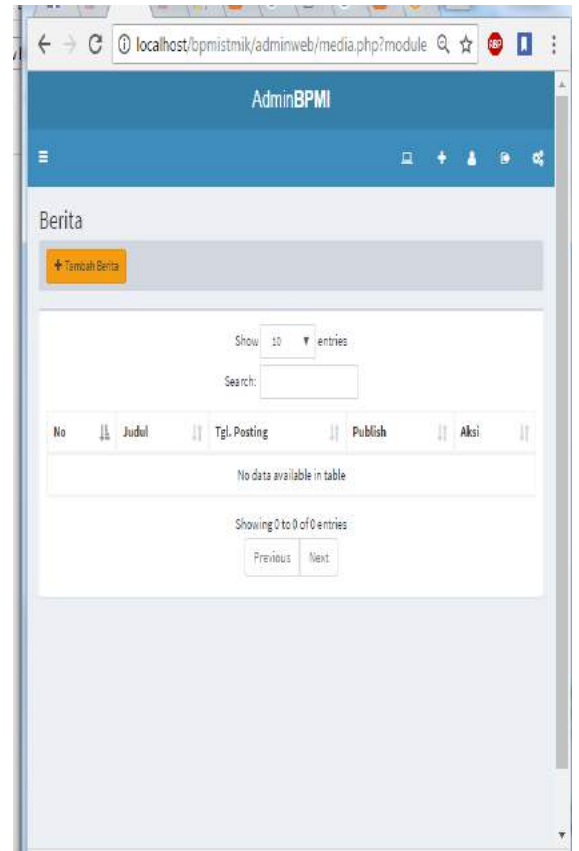 localhost/bpmistmik/adminweb/media.php?module
ABP
AdminBPMI
Berita
+ Tambah Berita
Show 10 entries
Search:
No Judul Tgl. Posting Publish Aksi
No data available in table
Showing 0 to 0 of 0 entries
Previous Next